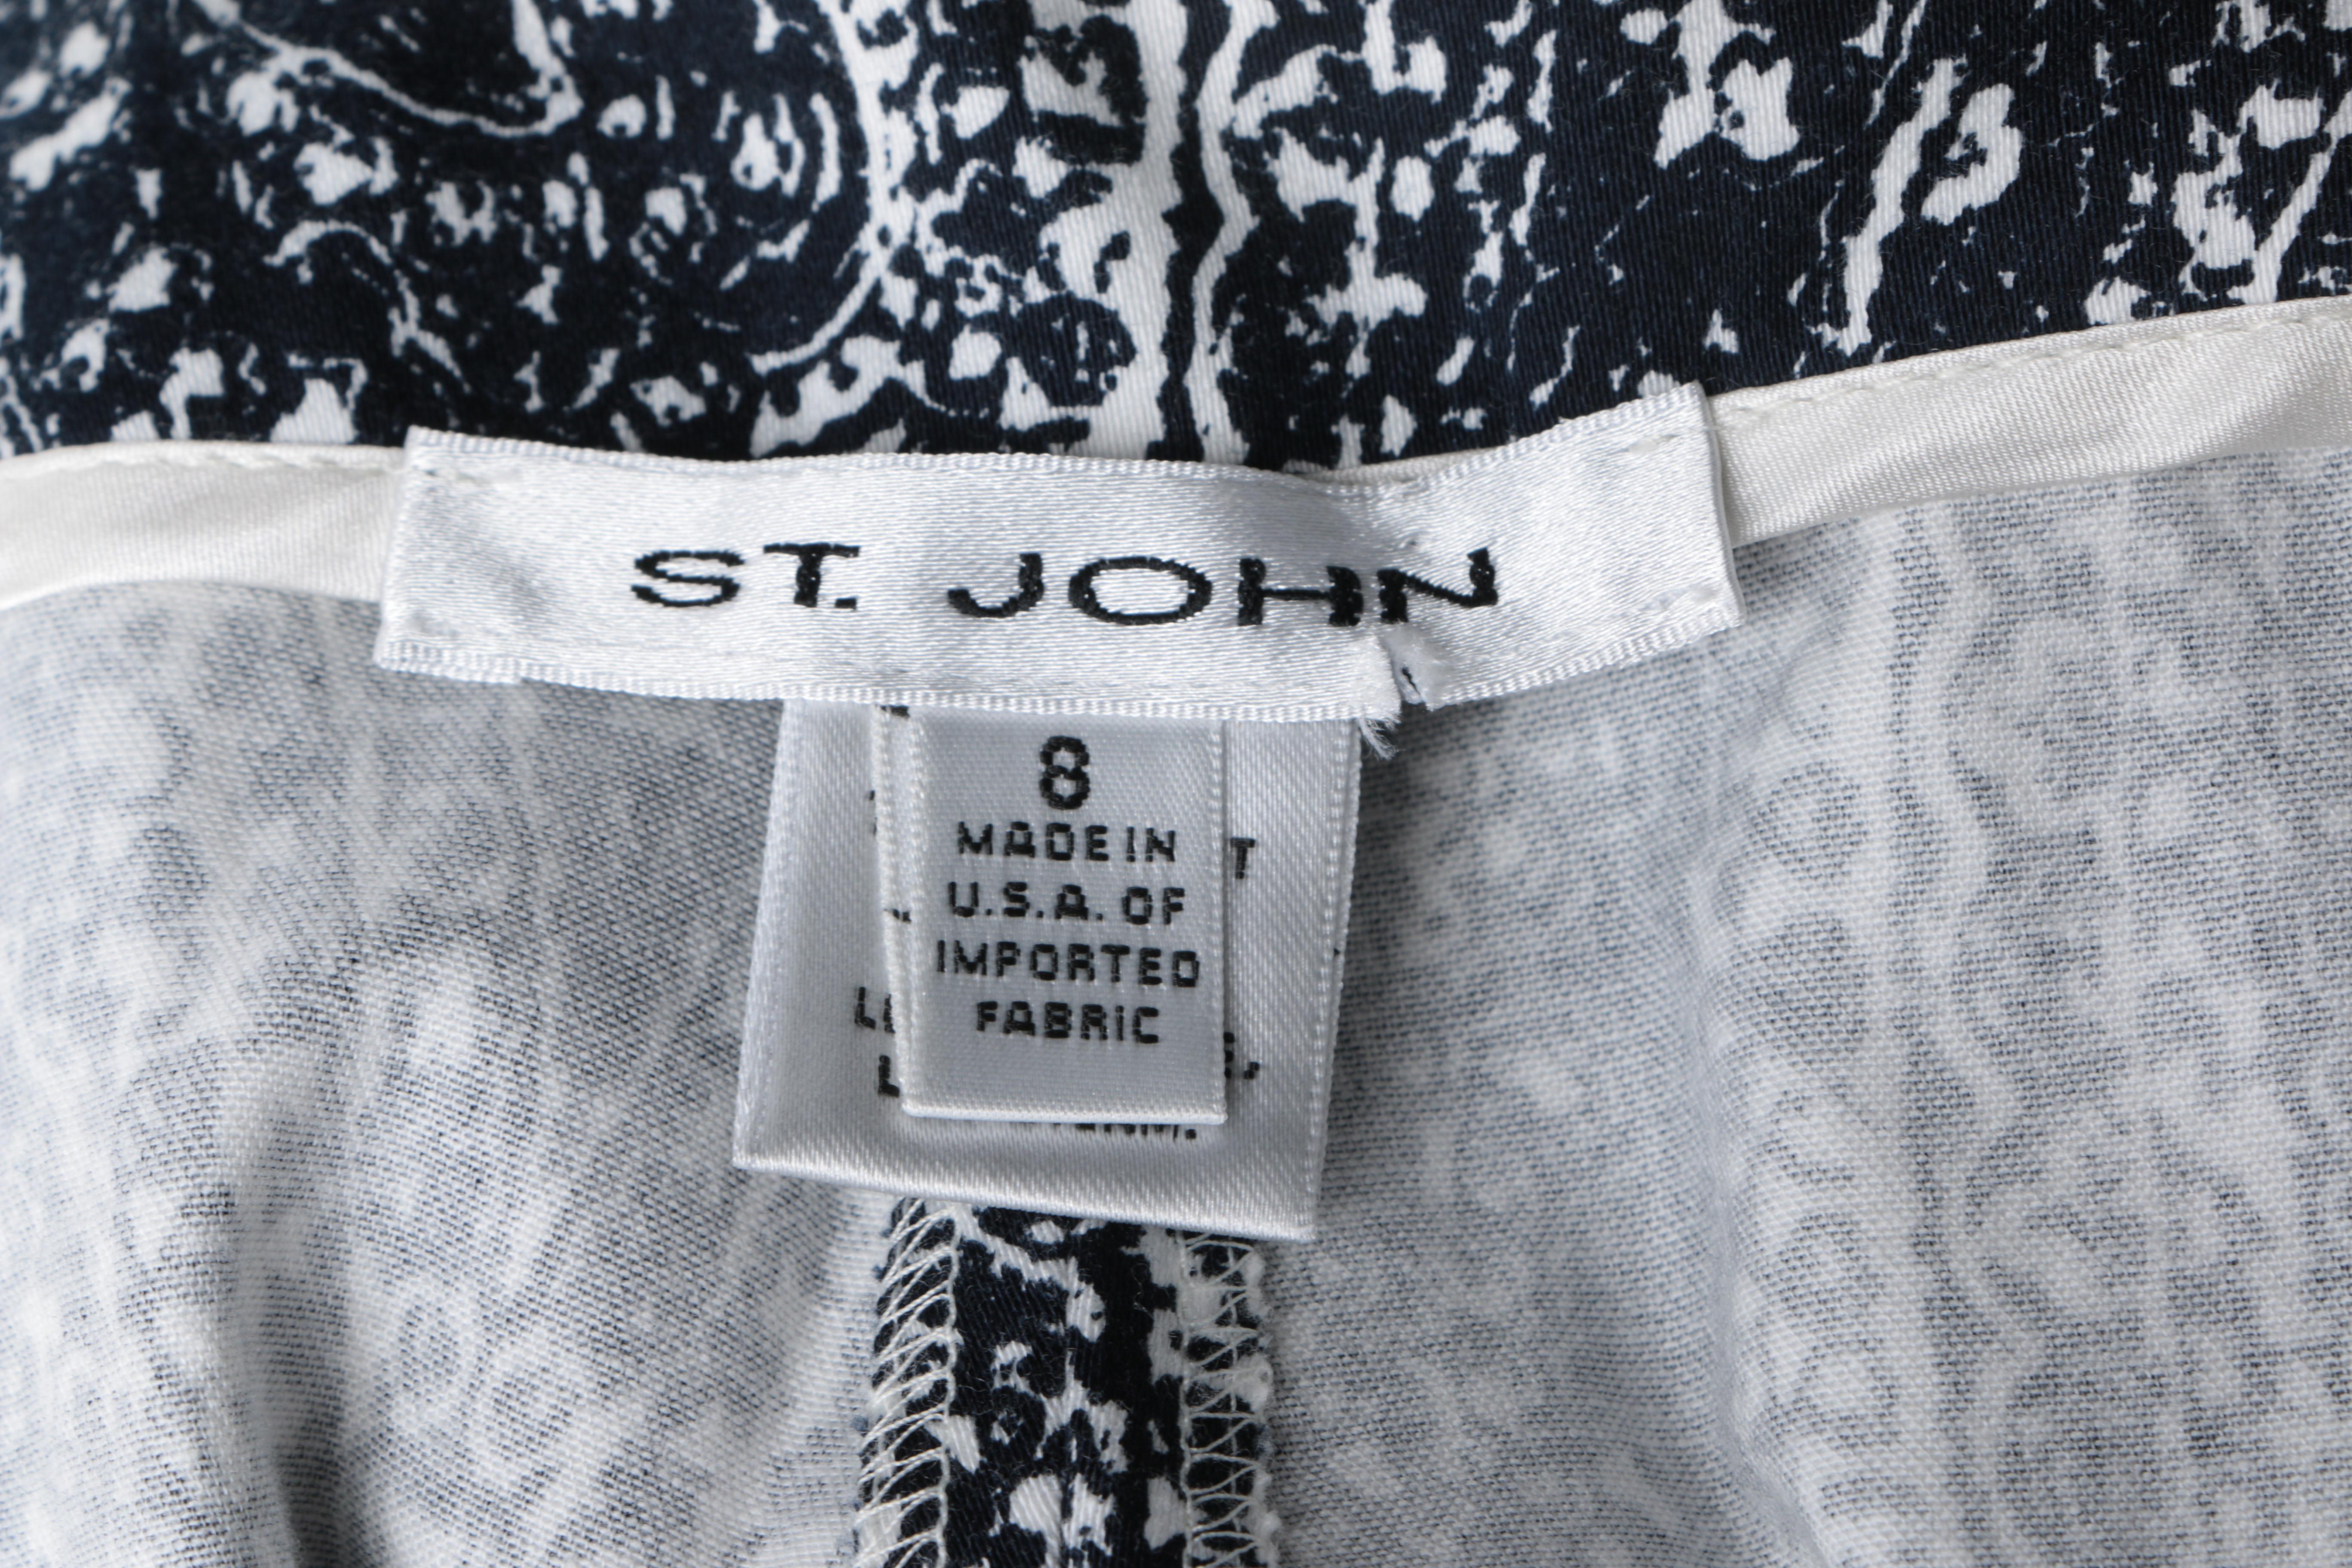 ST. JOHN
8
MADE IN
U.S.A. OF
IMPORTED
FABRIC